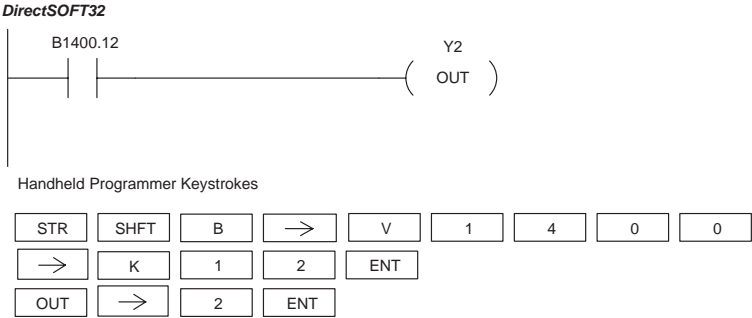 DirectSOFT32
B1400.12
Y2
OUT
Handheld Programmer Keystrokes
STR SHFT B → V 1 4 0 0
→ K 1 2 ENT
OUT → 2 ENT